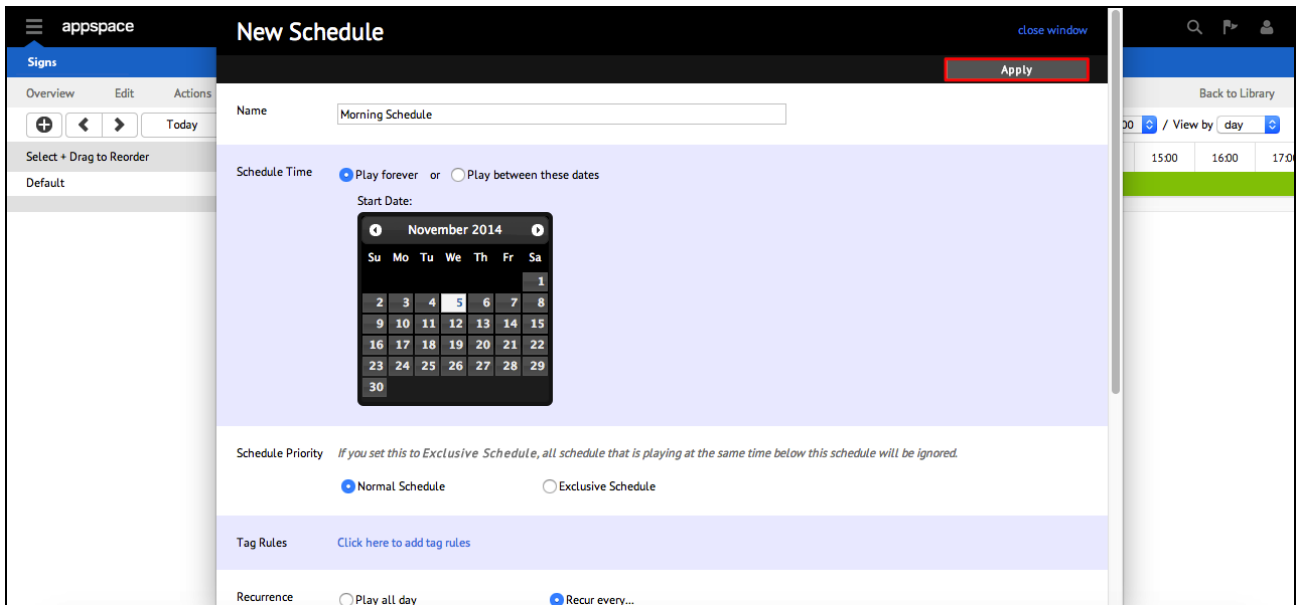 appspace
New Schedule
close window
Signs
Apply
Overview Edit Actions
Back to Library
Name Morning Schedule
Today
00 / View by day
Select + Drag to Reorder
15:00 16:00 17:0
Schedule Time Play forever or Play between these dates
Default
Start Date:
November 2014
Su Mo Tu We Th Fr Sa
1
2 3 4 5 6 7 8
9 10 11 12 13 14 15
16 17 18 19 20 21 22
23 24 25 26 27 28 29
30
Schedule Priority If you set this to Exclusive Schedule, all schedule that is playing at the same time below this schedule will be ignored.
Normal Schedule Exclusive Schedule
Tag Rules Click here to add tag rules
Recurrence Play all day Recur every...